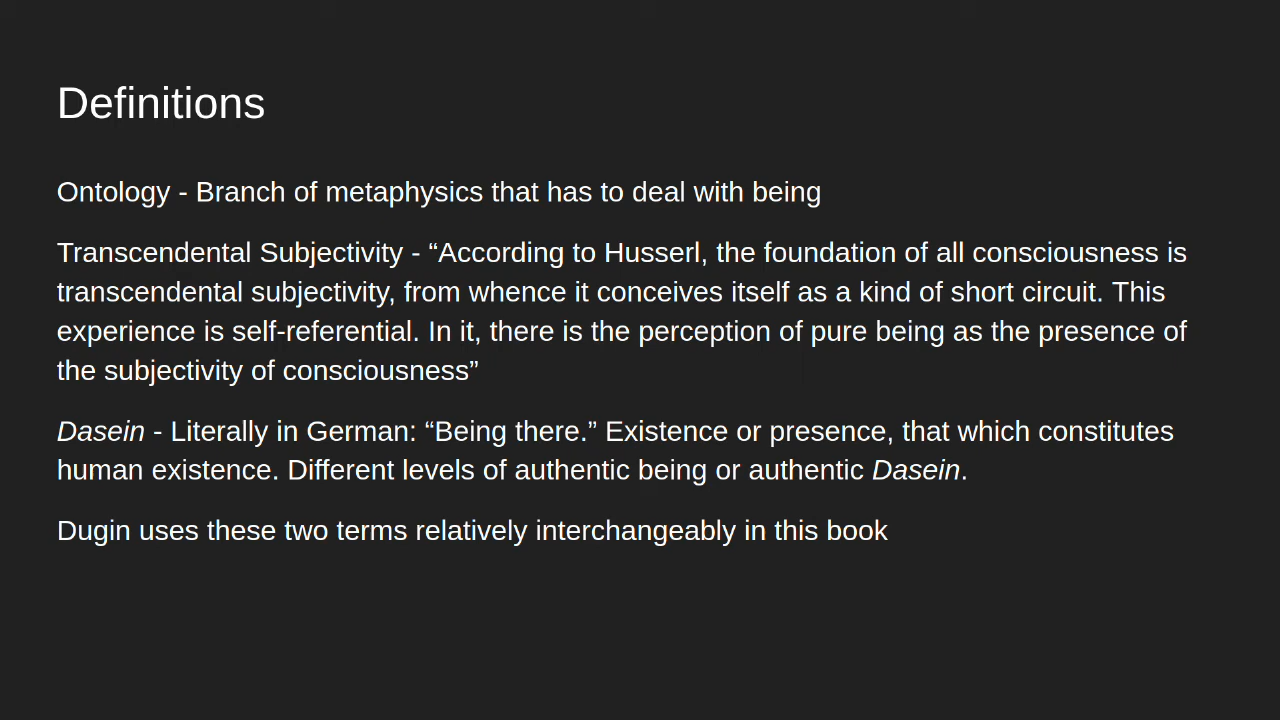 Definitions
Ontology - Branch of metaphysics that has to deal with being
Transcendental Subjectivity - “According to Husserl, the foundation of all consciousness is
transcendental subjectivity, from whence it conceives itself as a kind of short circuit. This
experience is self-referential. In it, there is the perception of pure being as the presence of
the subjectivity of consciousness”
Dasein - Literally in German: “Being there.” Existence or presence, that which constitutes
human existence. Different levels of authentic being or authentic Dasein.
Dugin uses these two terms relatively interchangeably in this book